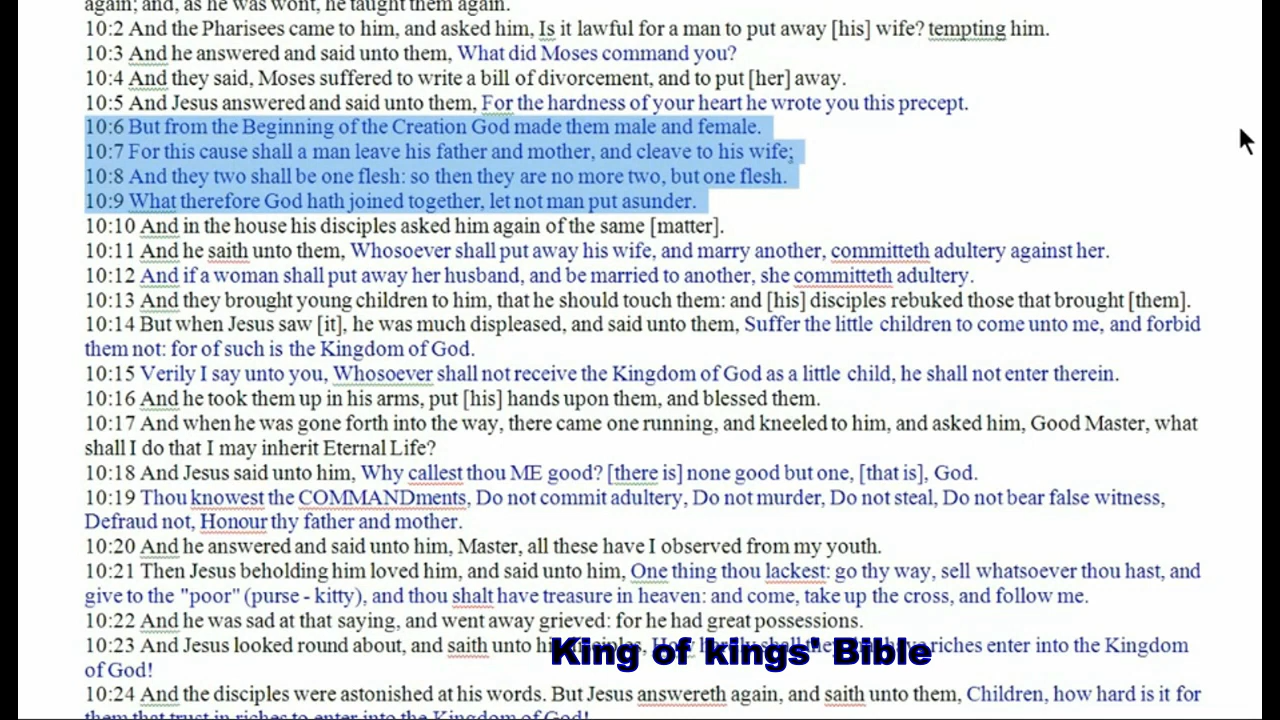 again; and, as he was wont, he taught them again.
10:2 And the Pharisees came to him, and asked him, Is it lawful for a man to put away [his] wife? tempting him.
10:3 And he answered and said unto them, What did Moses command you?
10:4 And they said, Moses suffered to write a bill of divorcement, and to put [her] away.
10:5 And Jesus answered and said unto them, For the hardness of your heart he wrote you this precept.
10:6 But from the Beginning of the Creation God made them male and female.
10:7 For this cause shall a man leave his father and mother, and cleave to his wife;
10:8 And they two shall be one flesh: so then they are no more two, but one flesh.
10:9 What therefore God hath joined together, let not man put asunder.
10:10 And in the house his disciples asked him again of the same [matter].
10:11 And he saith unto them, Whosoever shall put away his wife, and marry another, committeth adultery against her.
10:12 And if a woman shall put away her husband, and be married to another, she committeth adultery.
10:13 And they brought young children to him, that he should touch them: and [his] disciples rebuked those that brought [them].
10:14 But when Jesus saw [it], he was much displeased, and said unto them, Suffer the little children to come unto me, and forbid
them not: for of such is the Kingdom of God.
10:15 Verily I say unto you, Whosoever shall not receive the Kingdom of God as a little child, he shall not enter therein.
10:16 And he took them up in his arms, put [his] hands upon them, and blessed them.
10:17 And when he was gone forth into the way, there came one running, and kneeled to him, and asked him, Good Master, what
shall I do that I may inherit Eternal Life?
10:18 And Jesus said unto him, Why callest thou ME good? [there is] none good but one, [that is], God.
10:19 Thou knowest the COMMANDments, Do not commit adultery, Do not murder, Do not steal, Do not bear false witness,
Defraud not, Honour thy father and mother.
10:20 And he answered and said unto him, Master, all these have I observed from my youth.
10:21 Then Jesus beholding him loved him, and said unto him, One thing thou lackest: go thy way, sell whatsoever thou hast, and
give to the "poor" (purse - kitty), and thou shalt have treasure in heaven: and come, take up the cross, and follow me.
10:22 And he was sad at that saying, and went away grieved: for he had great possessions.
10:23 And Jesus looked round about, and saith unto his riches enter into the Kingdom
King of kings' Bible
of God!
10:24 And the disciples were astonished at his words. But Jesus answereth again, and saith unto them, Children, how hard is it for
them that trust in riches to enter into the Kingdom of God!